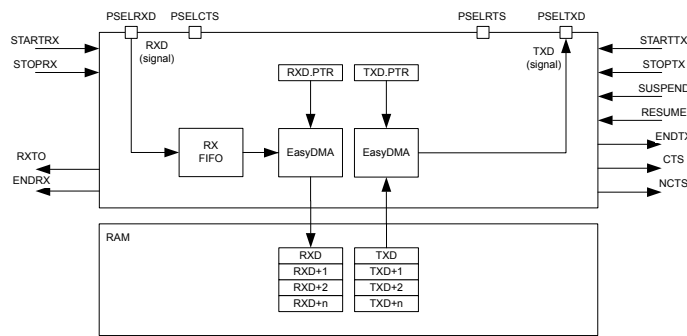 PSELRXD PSELCTS PSELRTS PSELTXD
STARTRX
STOPRX
RXD
(signal)
RXD.PTR
TXD.PTR
TXD
(signal)
STARTTX
STOPTX
SUSPEND
RESUME
RX
FIFO
EasyDMA
EasyDMA
RXTO
ENDRX
ENDTX
CTS
NCTS
RAM
RXD
RXD+1
RXD+2
RXD+n
TXD
TXD+1
TXD+2
TXD+n